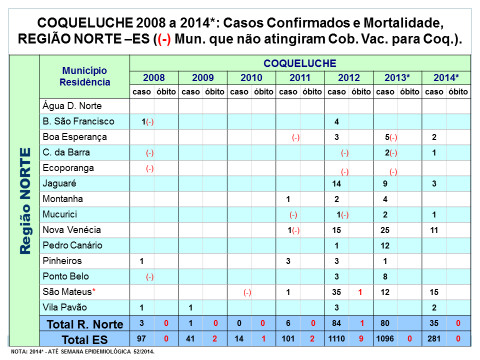 COQUELUCHE 2008 a 2014*: Casos Confirmados e Mortalidade,
REGIÃO NORTE –ES ((-) Mun. que não atingiram Cob. Vac. para Coq.).
Região NORTE
Município Residência COQUELUCHE
2008 2009 2010 2011 2012 2013* 2014*
caso óbito caso óbito caso óbito caso óbito caso óbito caso óbito caso óbito
Água D. Norte
B. São Francisco 1(-) 4
Boa Esperança (-) 3 5(-) 2
C. da Barra (-) (-) 2(-) 1
Ecoporanga (-) (-) (-)
Jaguaré 14 9 3
Montanha 1 2 4
Mucurici (-) 1(-) 2 1
Nova Venécia 1(-) 15 25 11
Pedro Canário 1 12
Pinheiros 1 3 3 1
Ponto Belo (-) 3 8
São Mateus* (-) 1 35 1 12 15
Vila Pavão 1 1 3 2
Total R. Norte 3 0 1 0 0 0 6 0 84 1 80 35 0
Total ES 97 0 41 2 14 1 101 2 1110 9 1096 0 281 0
NOTA: 2014* - ATÉ SEMANA EPIDEMIOLÓGICA 52/2014.